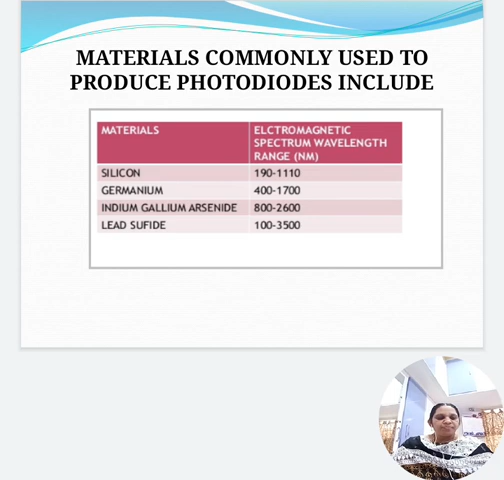 MATERIALS COMMONLY USED TO
PRODUCE PHOTODIODES INCLUDE
MATERIALS
ELCTROMAGNETIC
SPECTRUM WAVELENGTH
RANGE (NM)
SILICON 190-1110
GERMANIUM 400-1700
INDIUM GALLIUM ARSENIDE 800-2600
LEAD SUFIDE 100-3500